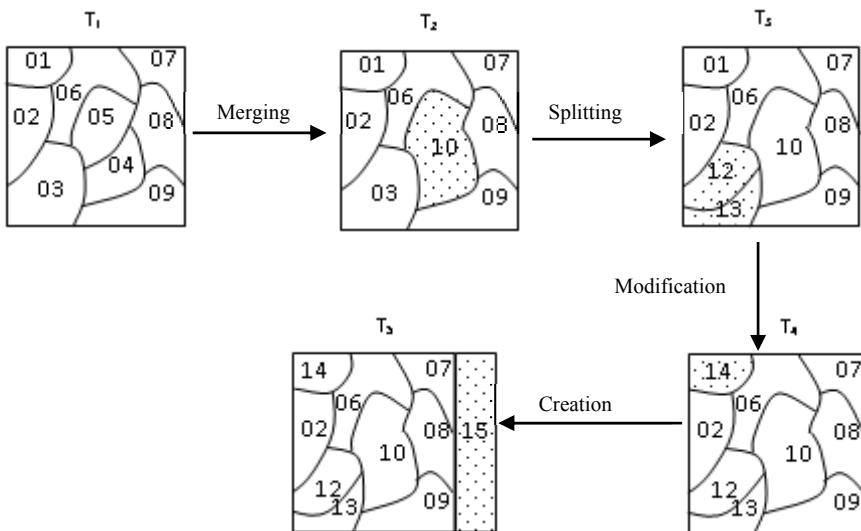 T1 T2 T5
01 07 01 07 01 07
06 06 06
02 05 08 Merging 02 08 Splitting 02 08
10 10
04 12
03 09 03 09 13 09
Modification
T3 T4
14 07 14 07
06 06
02 08 15 Creation 02 08
10 10
12 12
13 09 13 09